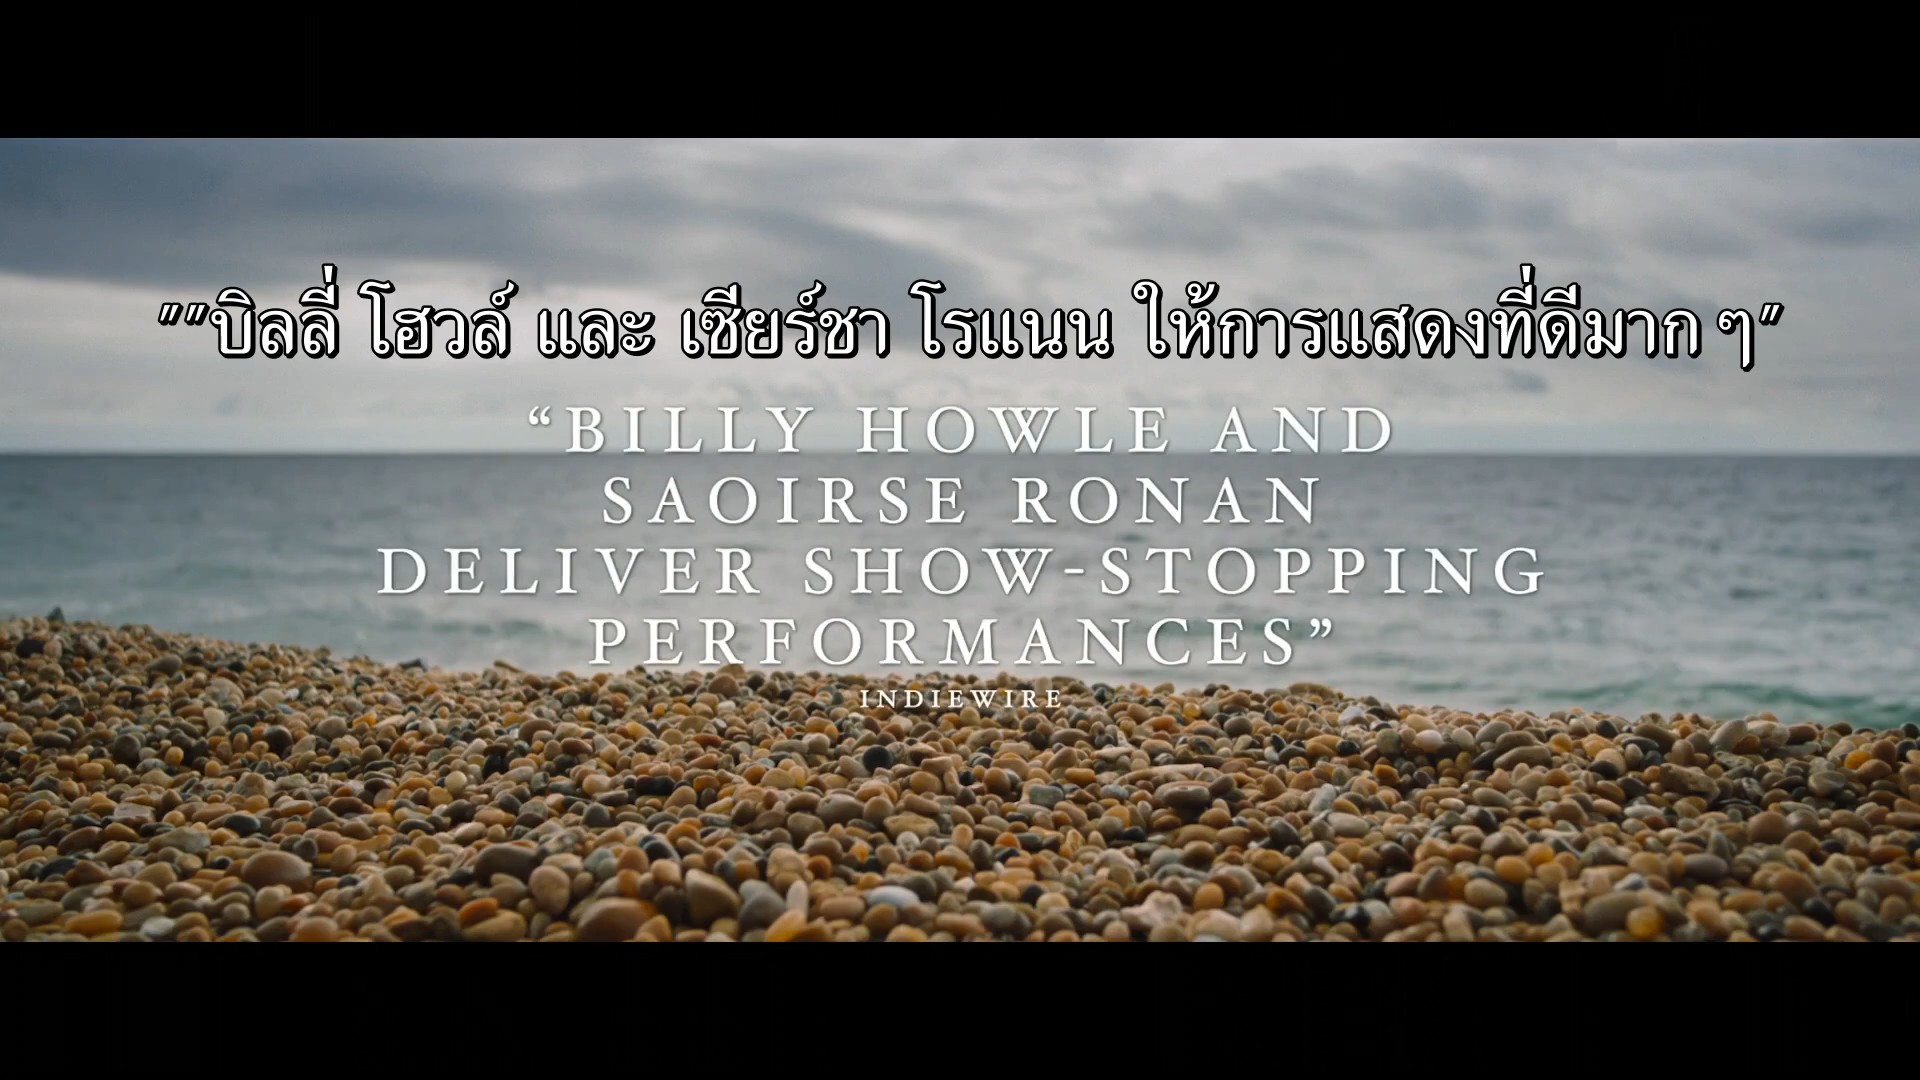 ""บิลลี่ โฮวล์ และ เซียร์ชา โรแนน ให้การแสดงที่ดีมาก ๆ"
“BILLY HOWLE AND
SAOIRSE RONAN
DELIVER SHOW-STOPPING
PERFORMANCES”
INDIEWIRE